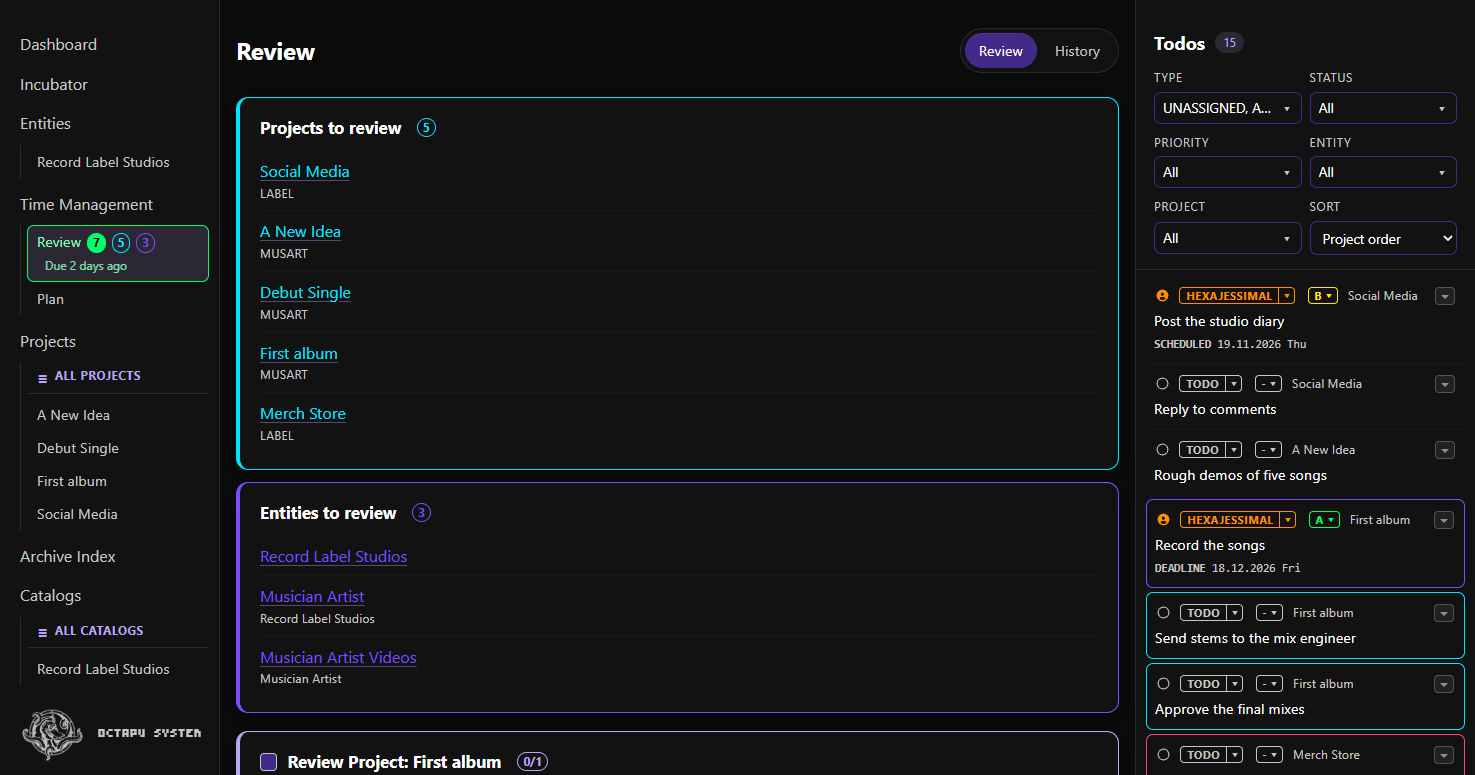 Dashboard
Incubator
Entities
Record Label Studios
Time Management
Review 7 5 3
Due 2 days ago
Plan
Projects
ALL PROJECTS
A New Idea
Debut Single
First album
Social Media
Archive Index
Catalogs
ALL CATALOGS
Record Label Studios
OCTAPU SYSTEM
Review
Review History
Projects to review 5
Social Media
LABEL
A New Idea
MUSART
Debut Single
MUSART
First album
MUSART
Merch Store
LABEL
Entities to review 3
Record Label Studios
Musician Artist
Record Label Studios
Musician Artist Videos
Musician Artist
Review Project: First album 0/1
Todos 15
TYPE STATUS
UNASSIGNED, A... All
PRIORITY ENTITY
All All
PROJECT SORT
All Project order
HEXAJESSIMAL B Social Media
Post the studio diary
SCHEDULED 19.11.2026 Thu
TODO - Social Media
Reply to comments
TODO - A New Idea
Rough demos of five songs
HEXAJESSIMAL A First album
Record the songs
DEADLINE 18.12.2026 Fri
TODO - First album
Send stems to the mix engineer
TODO - First album
Approve the final mixes
TODO - Merch Store